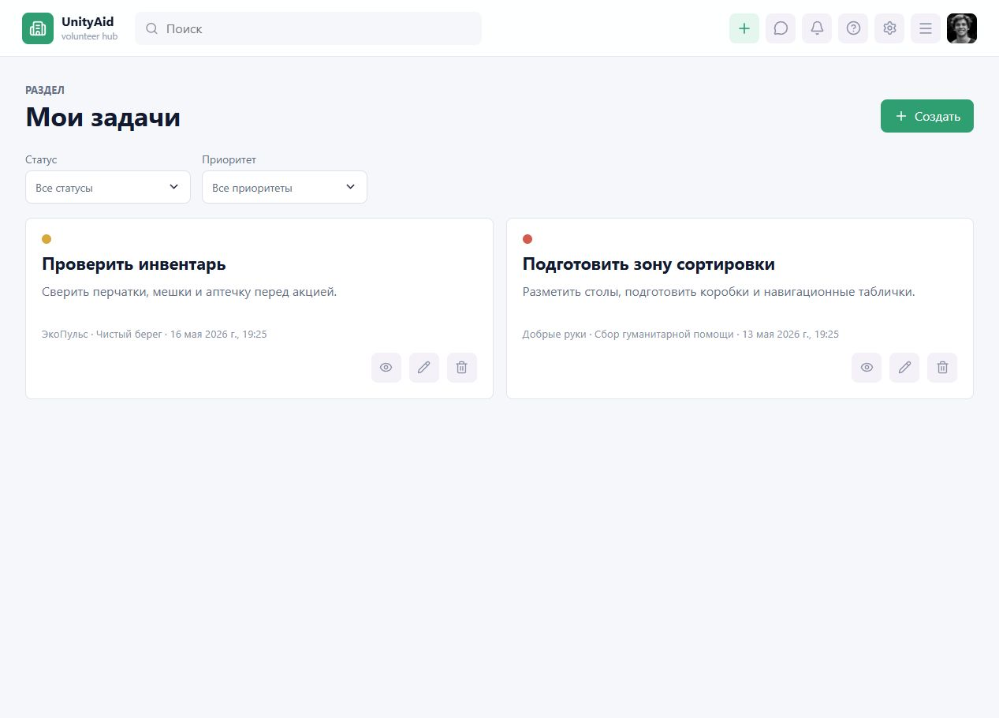 UnityAid
volunteer hub
Поиск
РАЗДЕЛ
Мои задачи
Создать
Статус
Приоритет
Все статусы
Все приоритеты
Проверить инвентарь
Сверить перчатки, мешки и аптечку перед акцией.
ЭкоПульс · Чистый берег · 16 мая 2026 г., 19:25
Подготовить зону сортировки
Разметить столы, подготовить коробки и навигационные таблички.
Добрые руки · Сбор гуманитарной помощи · 13 мая 2026 г., 19:25